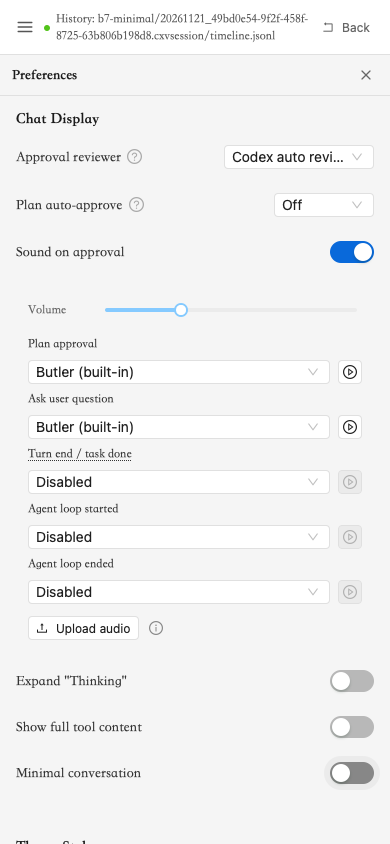 History: b7-minimal/20261121_49bd0e54-9f2f-458f-
8725-63b806b198d8.cxvsession/timeline.jsonl
Back
Preferences
Chat Display
Approval reviewer
Codex auto revi...
Plan auto-approve
Off
Sound on approval
Volume
Plan approval
Butler (built-in)
Ask user question
Butler (built-in)
Turn end / task done
Disabled
Agent loop started
Disabled
Agent loop ended
Disabled
Upload audio
Expand "Thinking"
Show full tool content
Minimal conversation